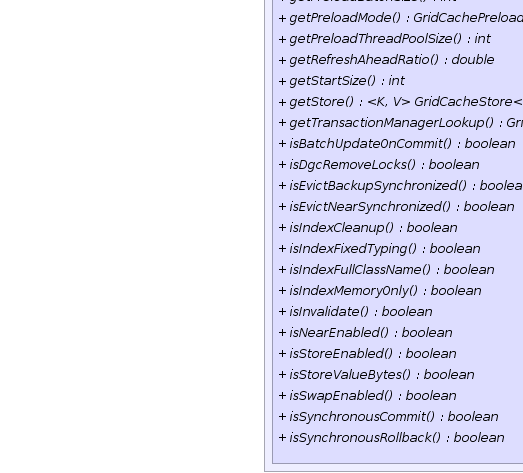 + getPreloadMode() : GridCachePreload
+ getPreloadThreadPoolSize() : int
+ getRefreshAheadRatio() : double
+ getStartSize() : int
+ getStore() : <K, V> GridCacheStore<
+ getTransactionManagerLookup() : Gri
+ isBatchUpdateOnCommit() : boolean
+ isDgcRemoveLocks() : boolean
+ isEvictBackupSynchronized() : boolea
+ isEvictNearSynchronized() : boolean
+ isIndexCleanup() : boolean
+ isIndexFixedTyping() : boolean
+ isIndexFullClassName() : boolean
+ isIndexMemoryOnly() : boolean
+ isInvalidate() : boolean
+ isNearEnabled() : boolean
+ isStoreEnabled() : boolean
+ isStoreValueBytes() : boolean
+ isSwapEnabled() : boolean
+ isSynchronousCommit() : boolean
+ isSynchronousRollback() : boolean